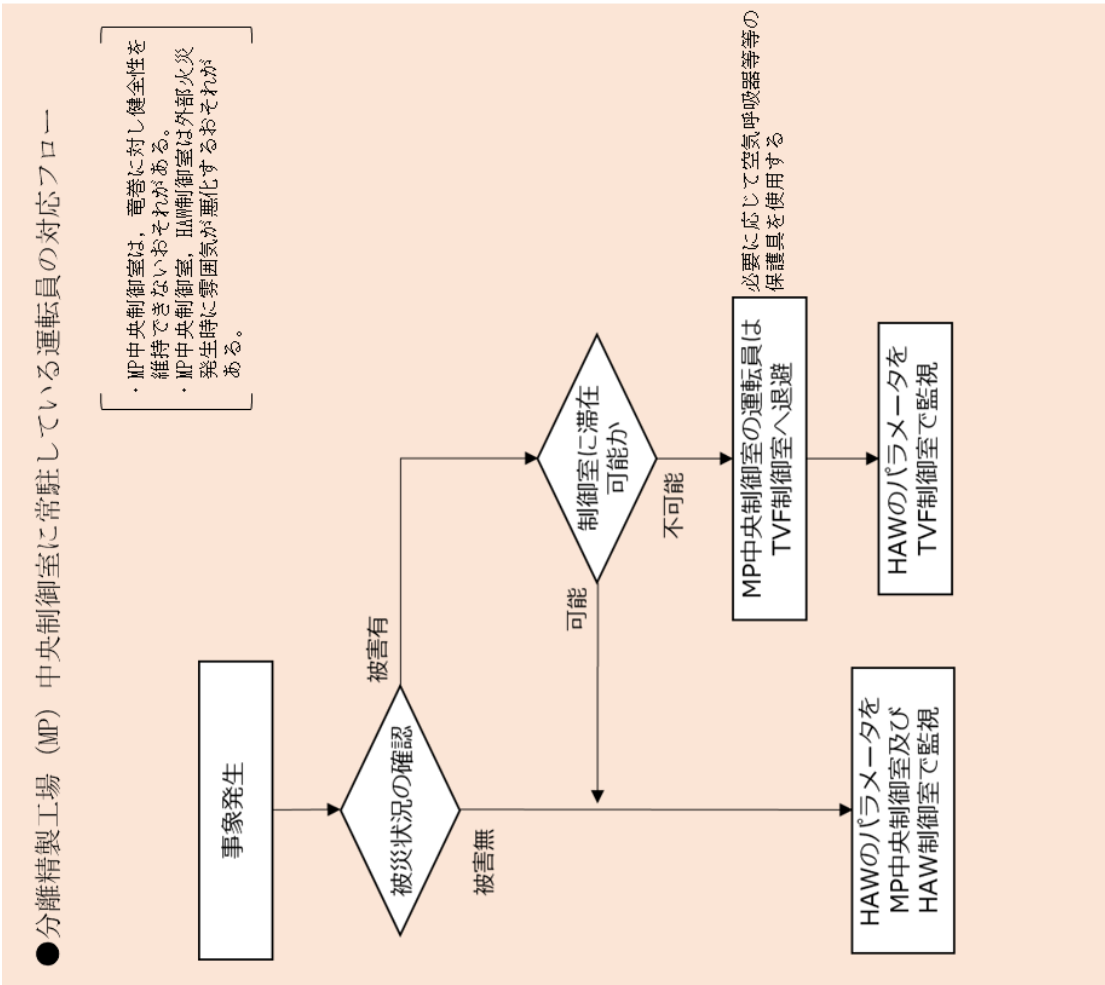 ●分離精製工場（MP）中央制御室に常駐している運転員の対応フロー
・MP中央制御室は，竜巻に対し健全性を
維持できないおそれがある。
・MP中央制御室，HAW制御室は外部火災
発生時に雰囲気が悪化するおそれが
ある。
事象発生
被災状況の確認
被害有
被害無
制御室に滞在
可能か
可能
不可能
MP中央制御室の運転員は
TVF制御室へ退避
必要に応じて空気呼吸器等等の
保護具を使用する
HAWのパラメータを
MP中央制御室及び
HAW制御室で監視
HAWのパラメータを
TVF制御室で監視